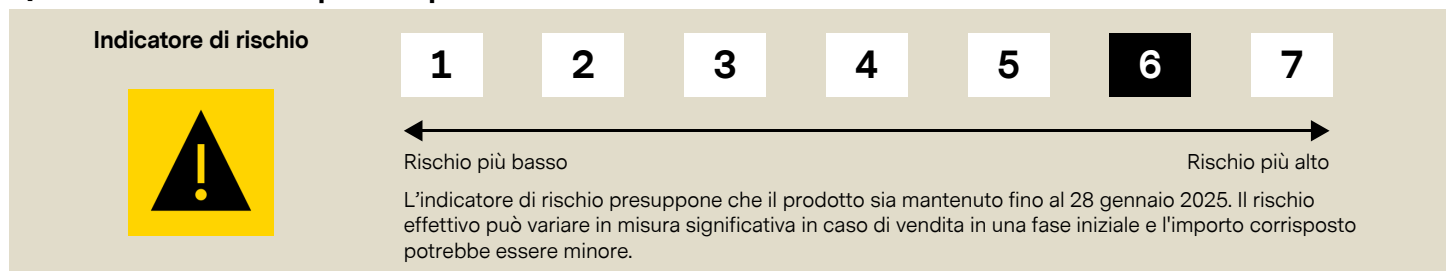 Indicatore di rischio
1 2 3 4 5 6 7
Rischio più basso Rischio più alto
L'indicatore di rischio presuppone che il prodotto sia mantenuto fino al 28 gennaio 2025. Il rischio
effettivo può variare in misura significativa in caso di vendita in una fase iniziale e l'importo corrisposto
potrebbe essere minore.